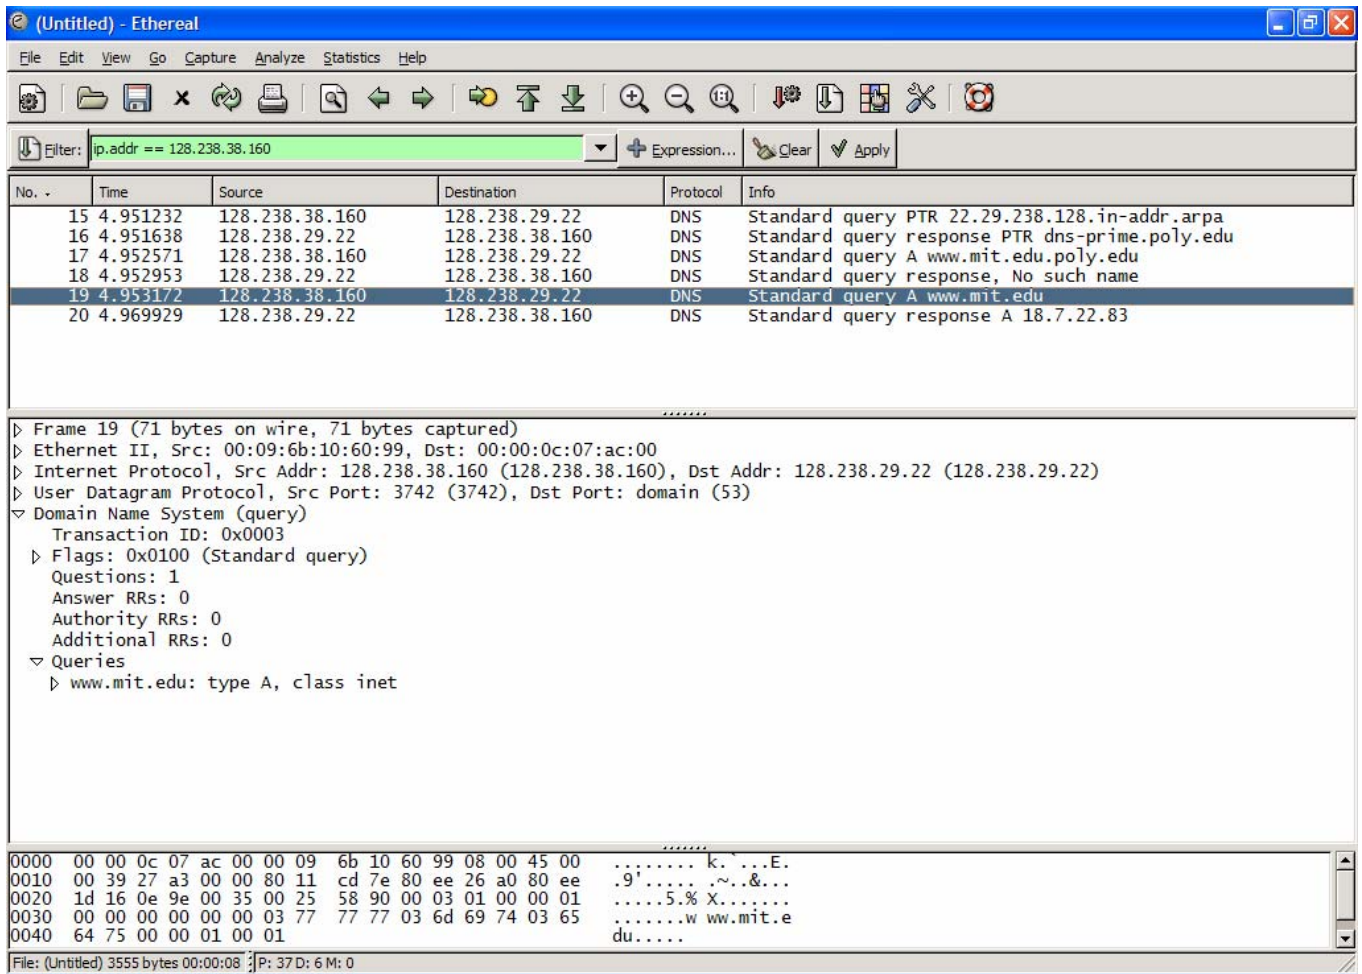 (Untitled) - Ethereal
File Edit View Go Capture Analyze Statistics Help
Filter: ip.addr == 128.238.38.160 Expression... Clear Apply
No. Time Source Destination Protocol Info
15 4.951232 128.238.38.160 128.238.29.22 DNS Standard query PTR 22.29.238.128.in-addr.arpa
16 4.951638 128.238.29.22 128.238.38.160 DNS Standard query response PTR dns-prime.poly.edu
17 4.952571 128.238.38.160 128.238.29.22 DNS Standard query A www.mit.edu.poly.edu
18 4.952953 128.238.29.22 128.238.38.160 DNS Standard query response, No such name
19 4.953172 128.238.38.160 128.238.29.22 DNS Standard query A www.mit.edu
20 4.969929 128.238.29.22 128.238.38.160 DNS Standard query response A 18.7.22.83
Frame 19 (71 bytes on wire, 71 bytes captured)
Ethernet II, Src: 00:09:6b:10:60:99, Dst: 00:00:0c:07:ac:00
Internet Protocol, Src Addr: 128.238.38.160 (128.238.38.160), Dst Addr: 128.238.29.22 (128.238.29.22)
User Datagram Protocol, Src Port: 3742 (3742), Dst Port: domain (53)
Domain Name System (query)
Transaction ID: 0x0003
Flags: 0x0100 (Standard query)
Questions: 1
Answer RRs: 0
Authority RRs: 0
Additional RRs: 0
Queries
www.mit.edu: type A, class inet
0000 00 00 0c 07 ac 00 00 09 6b 10 60 99 08 00 45 00 ........ k.`...E.
0010 00 39 27 a3 00 00 80 11 cd 7e 80 ee 26 a0 80 ee .9'..... .~..&...
0020 1d 16 0e 9e 00 35 00 25 58 90 00 03 01 00 00 01 .....5.% X.......
0030 00 00 00 00 00 00 03 77 77 77 03 6d 69 74 03 65 .......w ww.mit.e
0040 64 75 00 00 01 00 01 du.....
File: (Untitled) 3555 bytes 00:00:08 P: 37 D: 6 M: 0